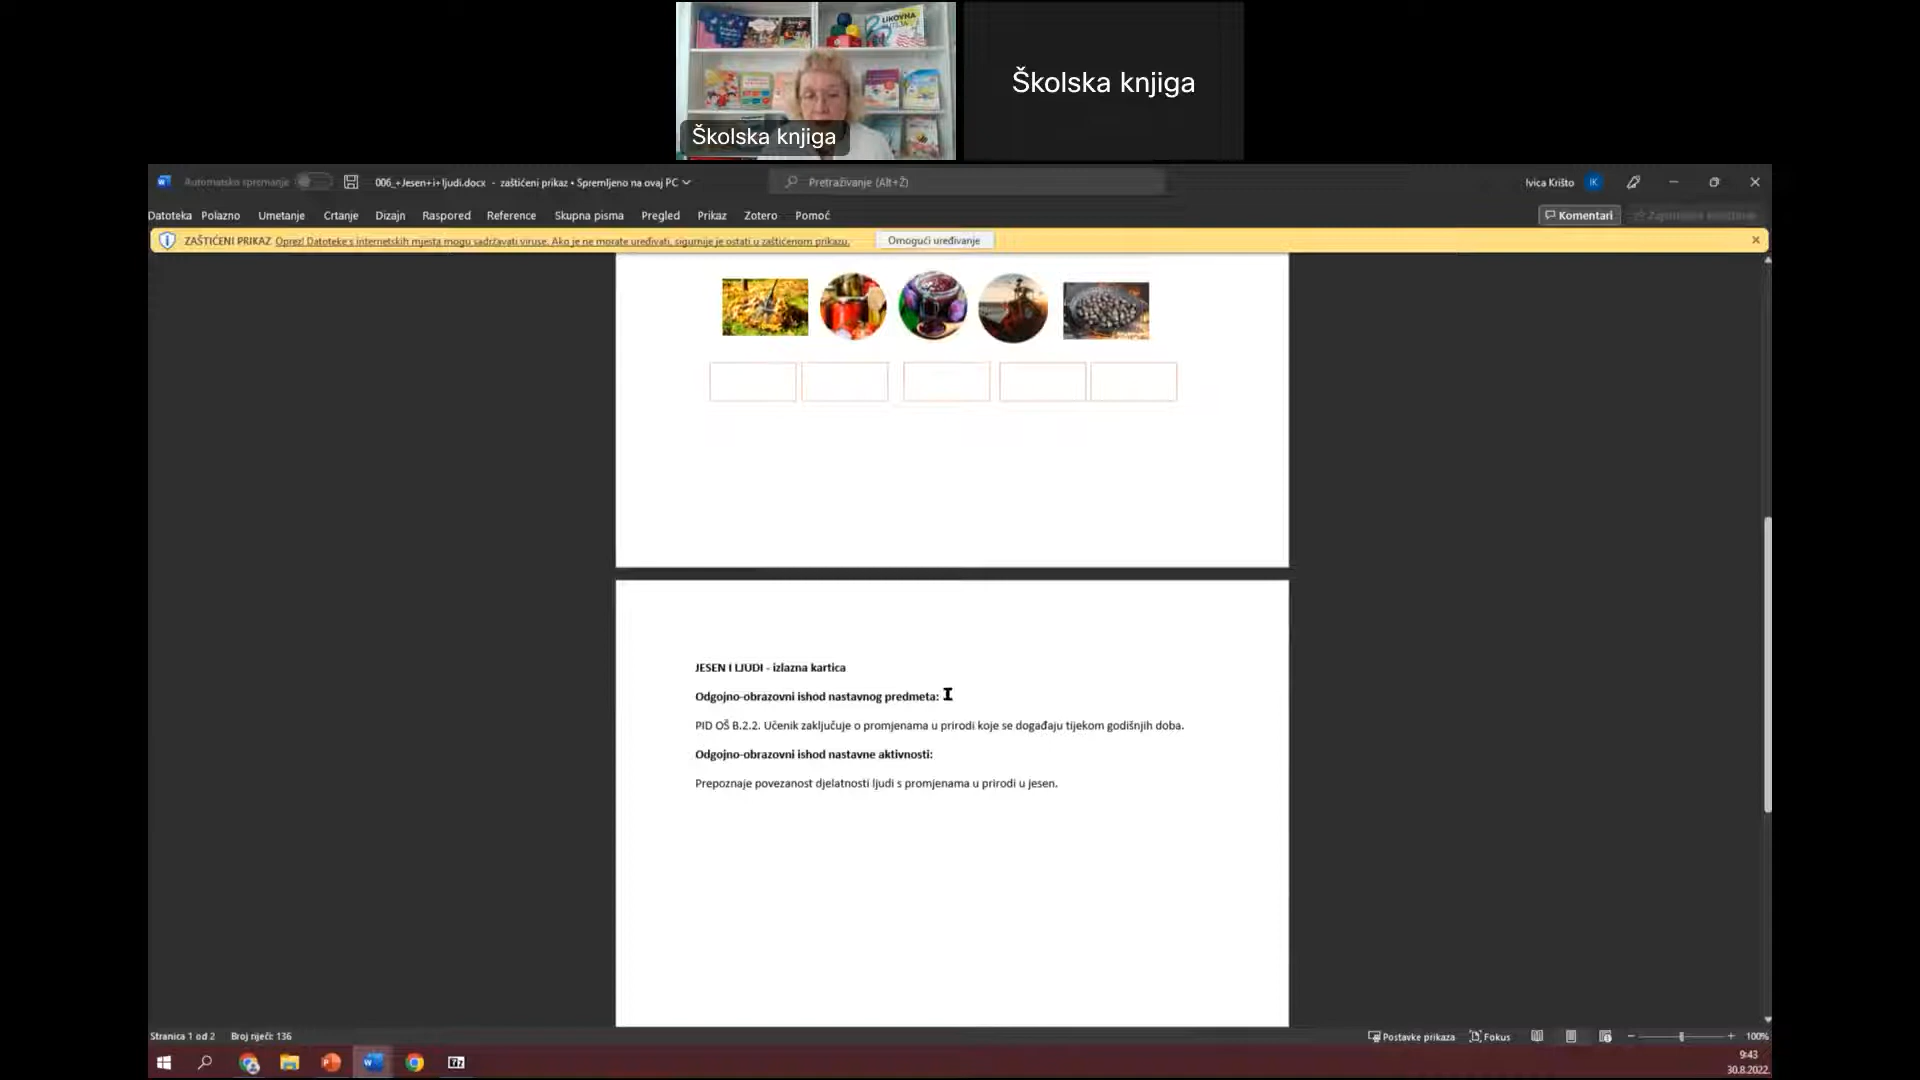 LIKOVNA
Školska knjiga
Školska knjiga
Automatsko spremanje
006_+Jesen+i+ljudi.docx - zaštićeni prikaz • Spremljeno na ovaj PC
Pretraživanje (Alt+Ž)
Ivica Krišto
IK
Datoteka Polazno Umetanje Crtanje Dizajn Raspored Reference Skupna pisma Pregled Prikaz Zotero Pomoć
Komentari
ZAŠTIĆENI PRIKAZ Oprez! Datoteke s internetskih mjesta mogu sadržavati viruse. Ako je ne morate uređivati, sigurnije je ostati u zaštićenom prikazu. Omogući uređivanje
JESEN I LJUDI - izlazna kartica
Odgojno-obrazovni ishod nastavnog predmeta:
PID OŠ B.2.2. Učenik zaključuje o promjenama u prirodi koje se događaju tijekom godišnjih doba.
Odgojno-obrazovni ishod nastavne aktivnosti:
Prepoznaje povezanost djelatnosti ljudi s promjenama u prirodi u jesen.
Stranica 1 od 2 Broj riječi: 136
Postavke prikaza Fokus 100%
9:43
30.8.2022.